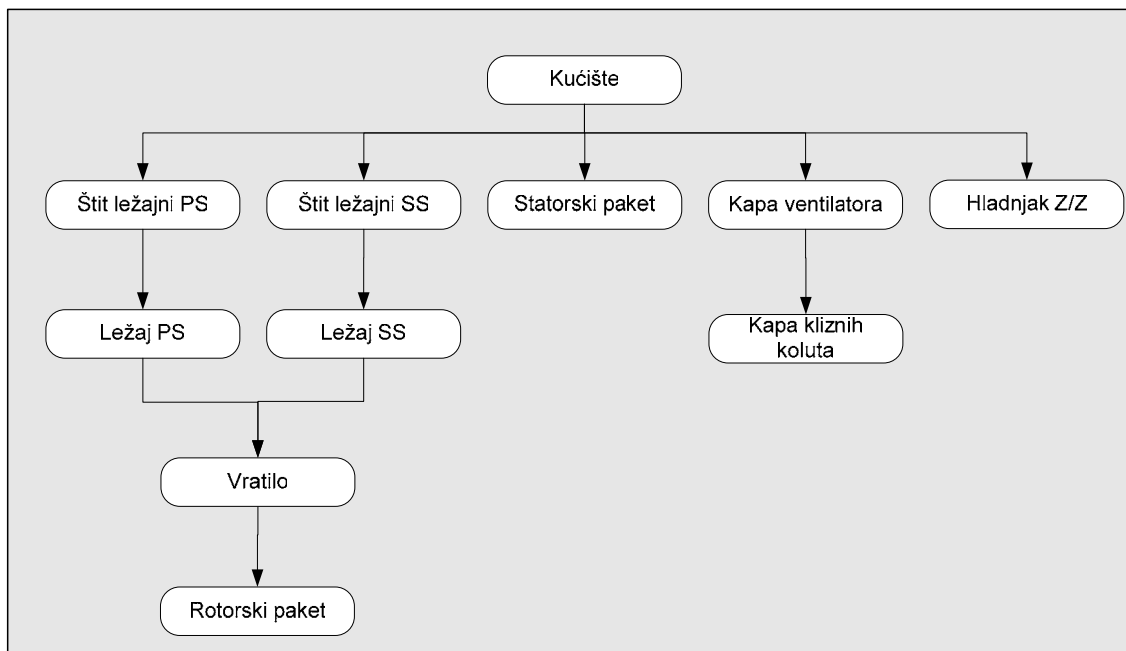 Kućište
Štit ležajni PS
Štit ležajni SS
Statorski paket
Kapa ventilatora
Hladnjak Z/Z
Ležaj PS
Ležaj SS
Kapa kliznih
koluta
Vratilo
Rotorski paket